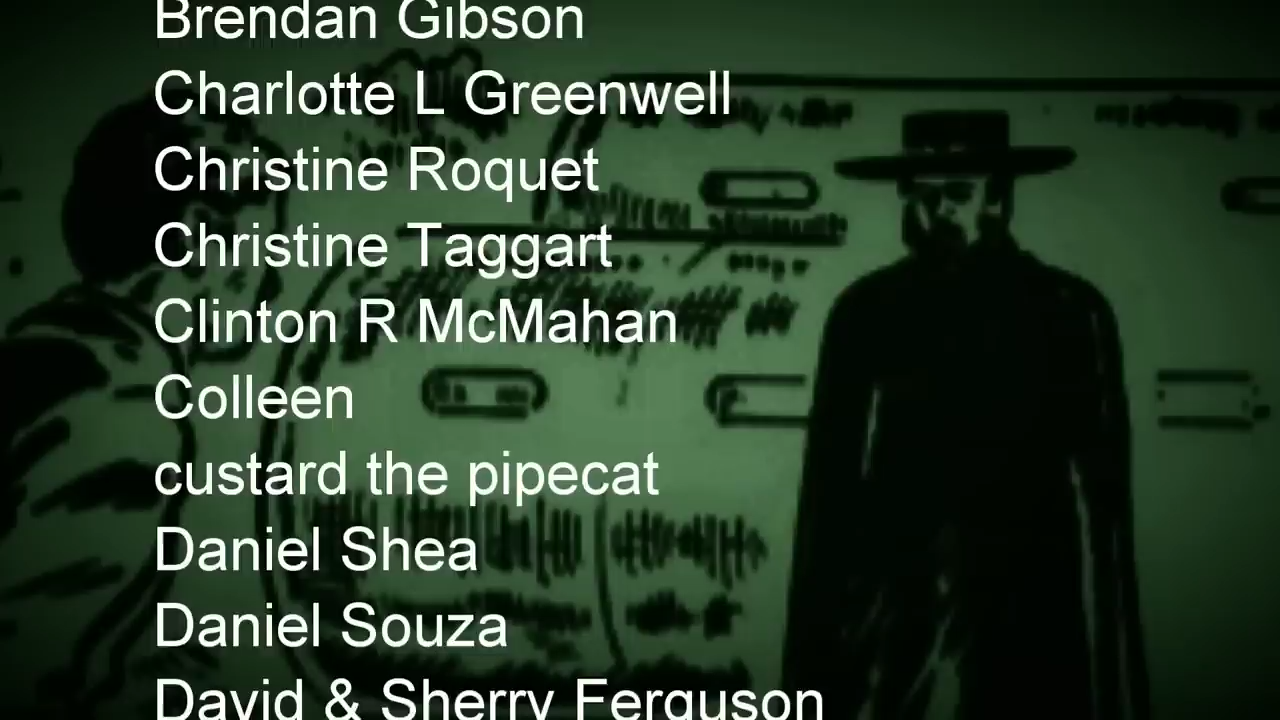 Brendan Gibson
Charlotte L Greenwell
Christine Roquet
Christine Taggart
Clinton R McMahan
Colleen
custard the pipecat
Daniel Shea
Daniel Souza
David & Sherry Ferguson